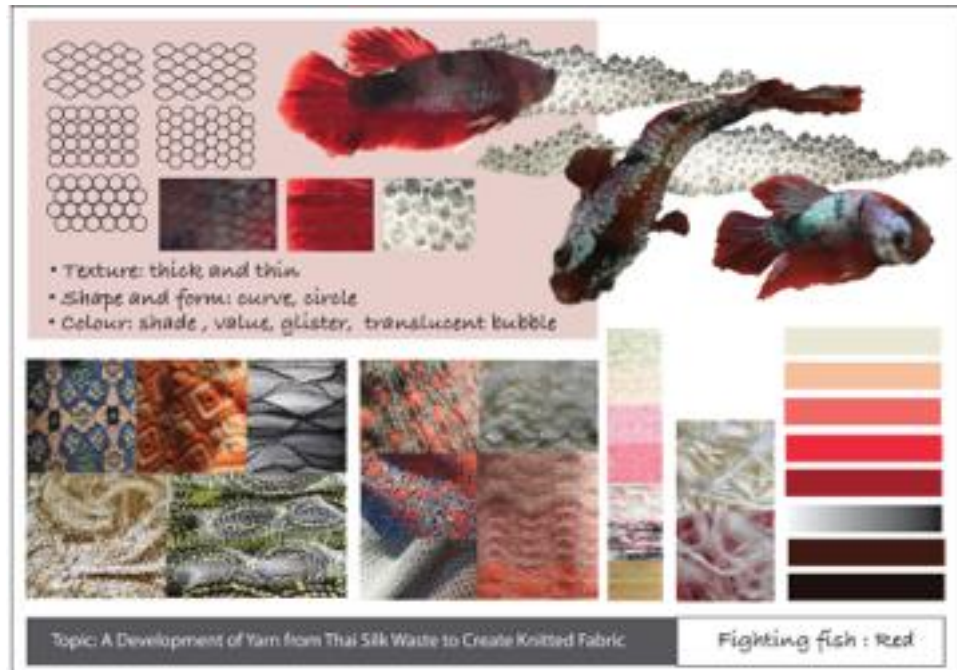 • Texture: thick and thin
• Shape and form: curve, circle
• Colour: shade , value, glister, translucent bubble
Topic: A Development of Yarn from Thai Silk Waste to Create Knitted Fabric
Fighting fish : Red